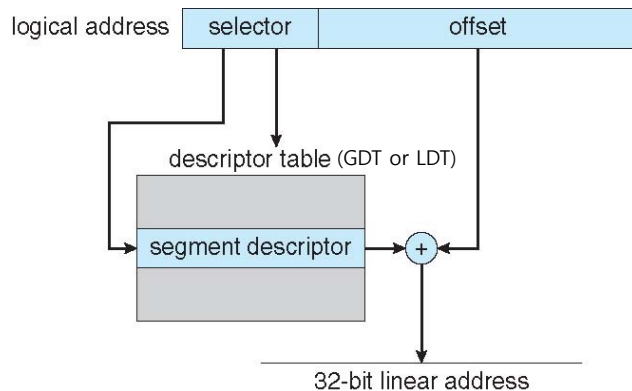 logical address selector offset
descriptor table (GDT or LDT)
segment descriptor +
32-bit linear address